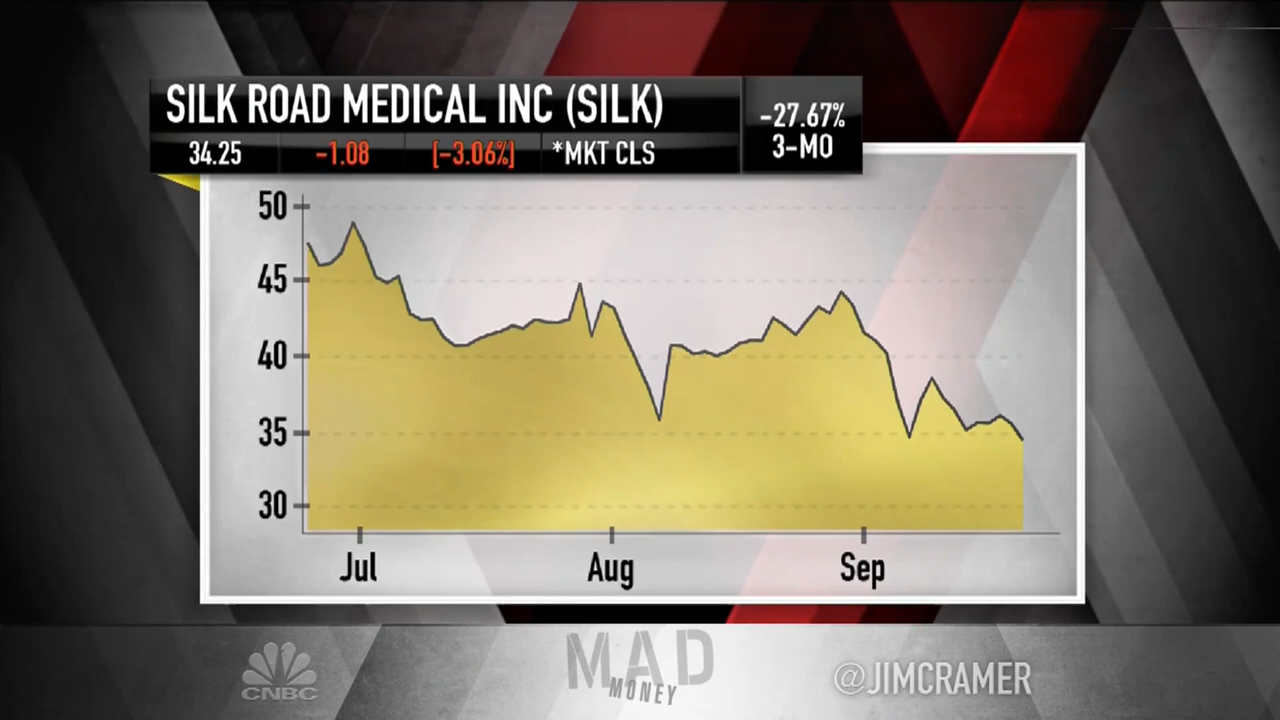 SILK ROAD MEDICAL INC (SILK)
34.25 -1.08 [-3.06%] *MKT CLS
-27.67%
3-MO
50
45
40
35
30
Jul Aug Sep
CNBC
MAD
MONEY
@JIMCRAMER